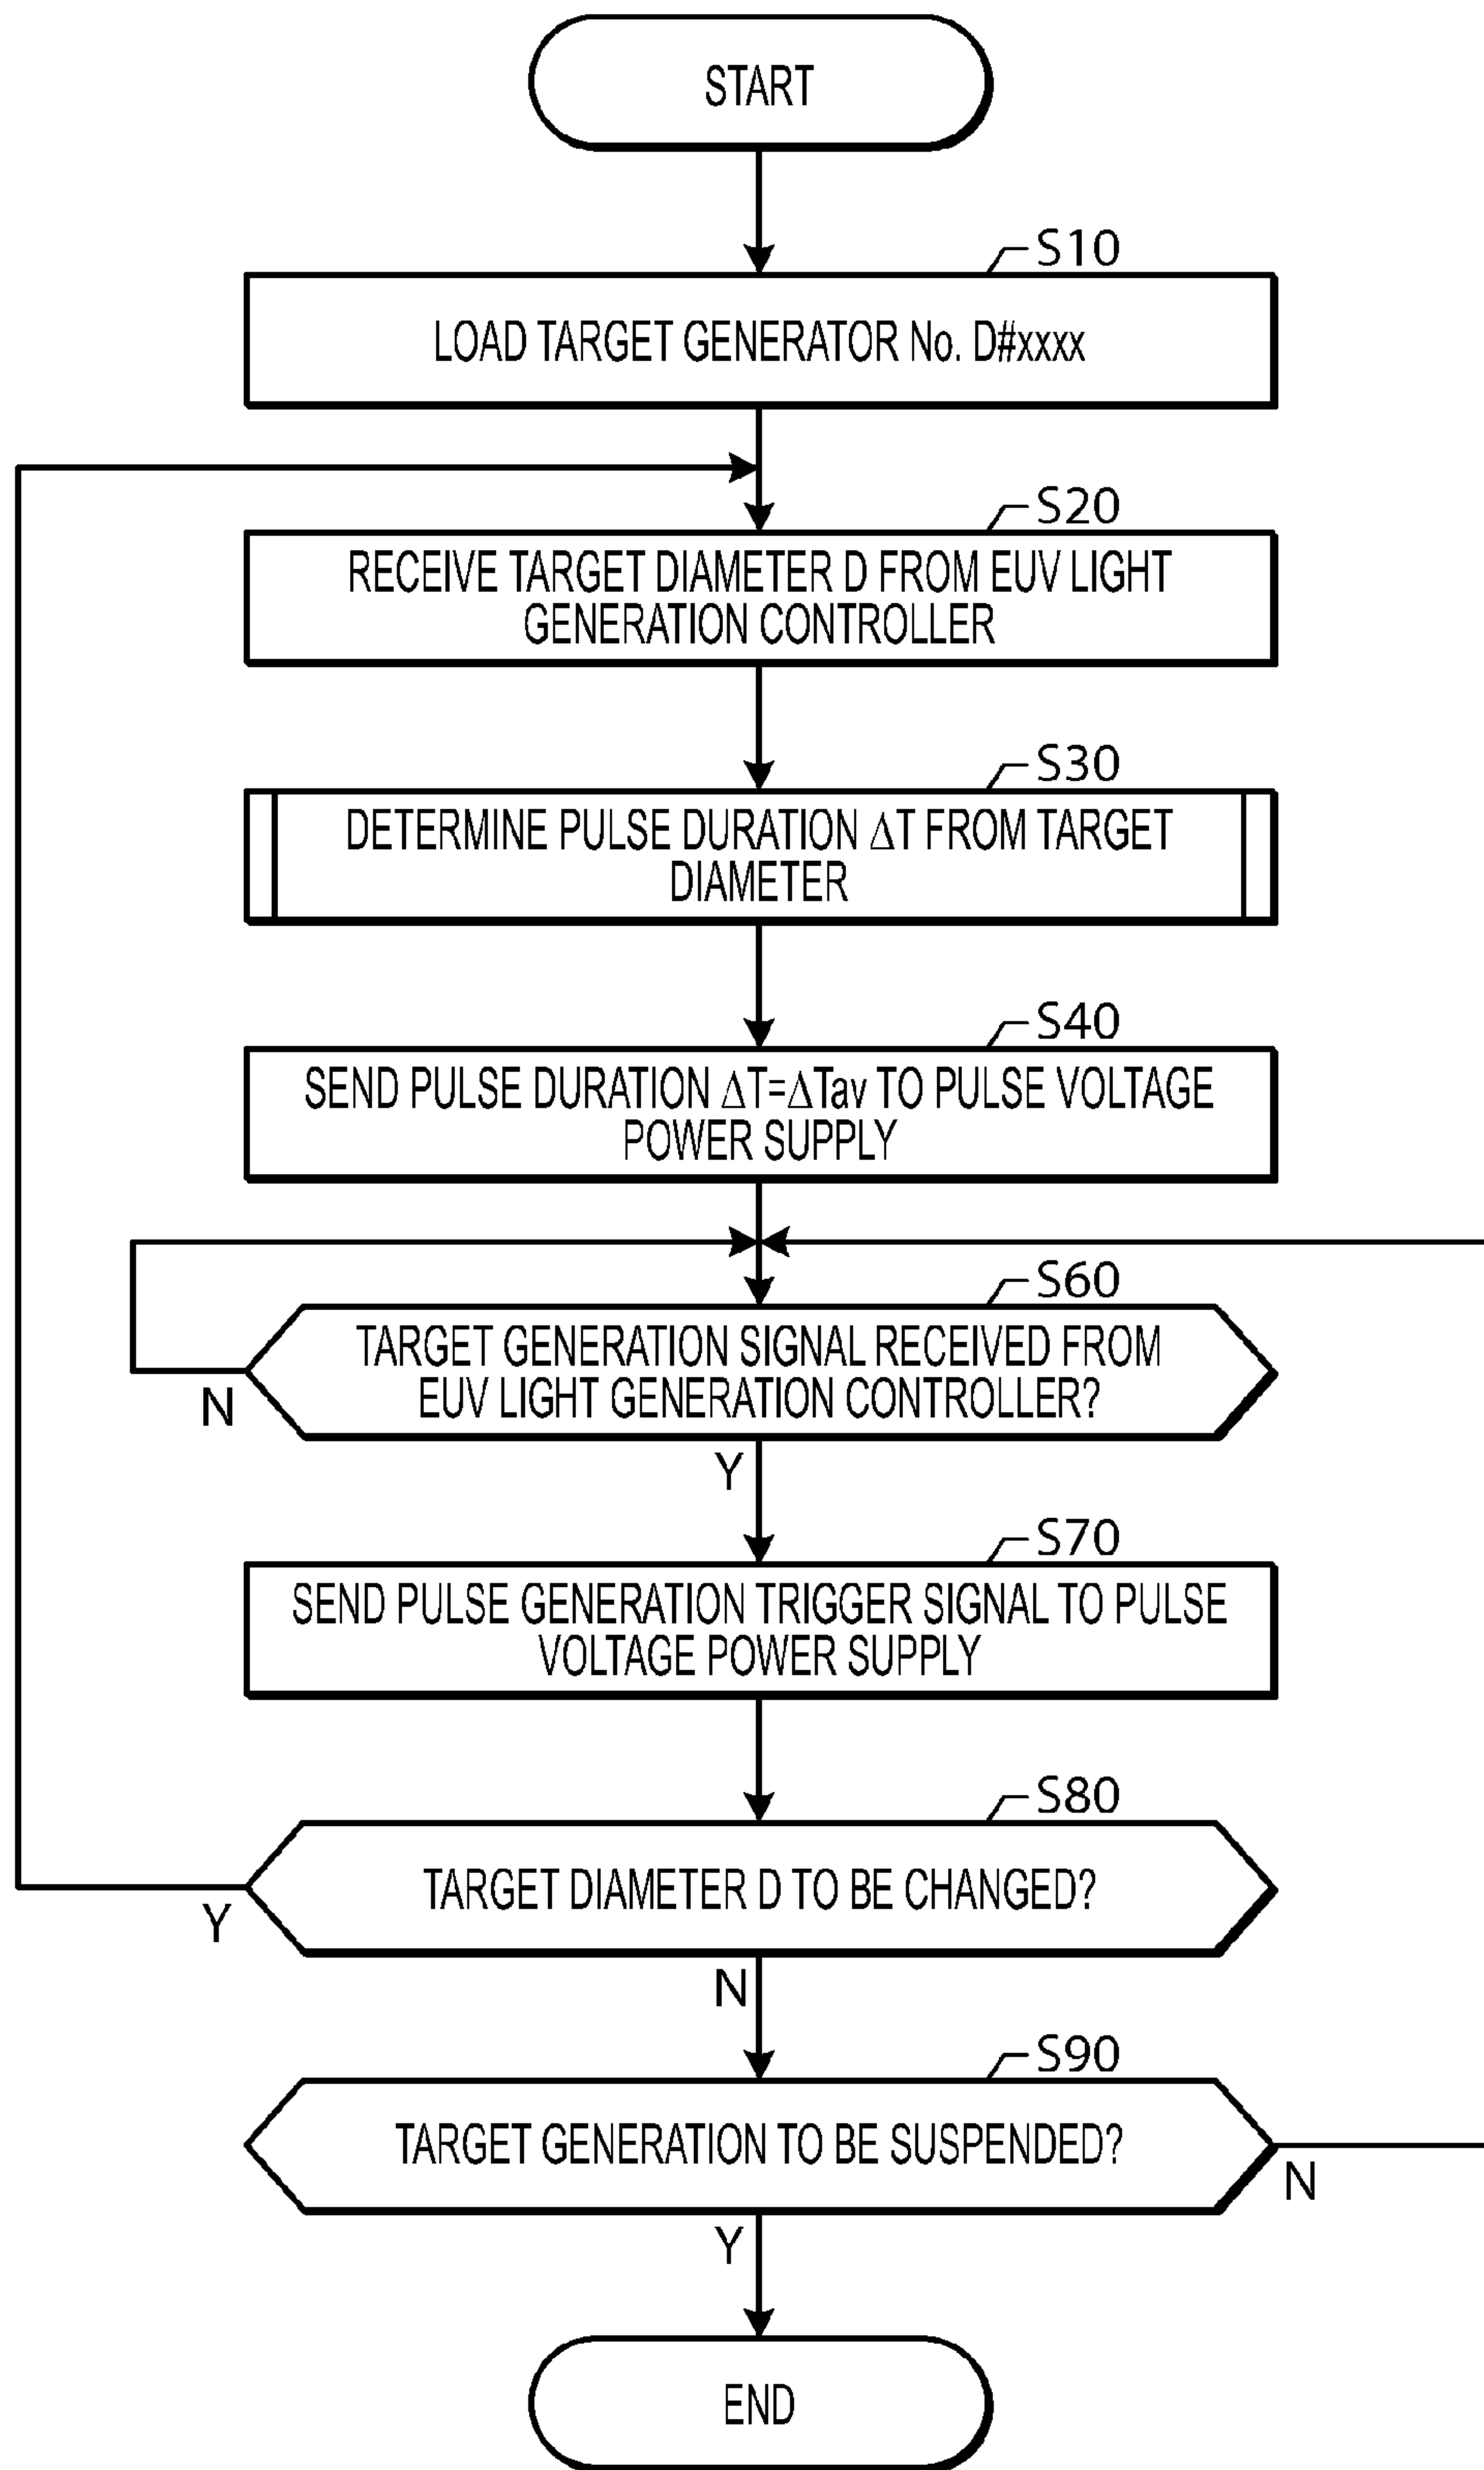 START
S10
LOAD TARGET GENERATOR No. D#xxxx
S20
RECEIVE TARGET DIAMETER D FROM EUV LIGHT
GENERATION CONTROLLER
S30
DETERMINE PULSE DURATION ΔT FROM TARGET
DIAMETER
S40
SEND PULSE DURATION ΔT=ΔTav TO PULSE VOLTAGE
POWER SUPPLY
S60
TARGET GENERATION SIGNAL RECEIVED FROM
EUV LIGHT GENERATION CONTROLLER?
N
Y
S70
SEND PULSE GENERATION TRIGGER SIGNAL TO PULSE
VOLTAGE POWER SUPPLY
S80
TARGET DIAMETER D TO BE CHANGED?
Y
N
S90
TARGET GENERATION TO BE SUSPENDED?
N
Y
END